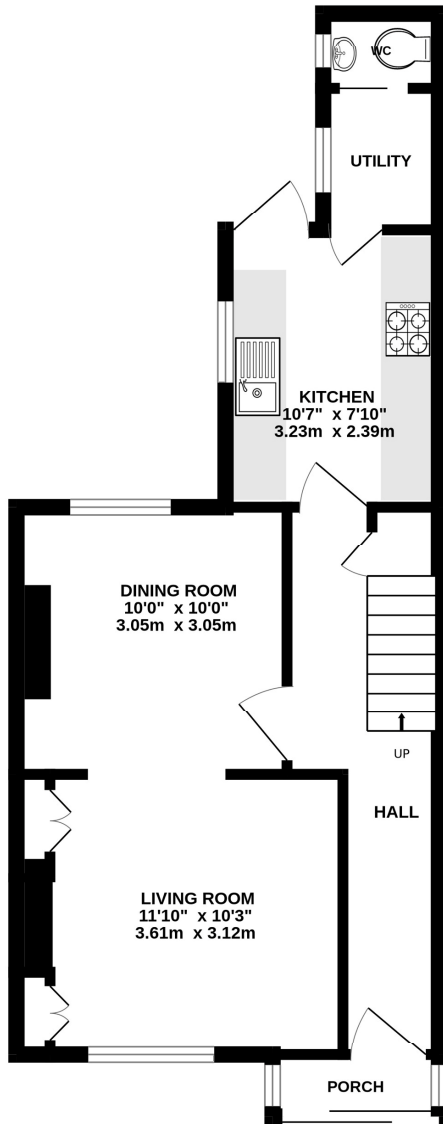 WC
UTILITY
KITCHEN
10'7" x 7'10"
3.23m x 2.39m
DINING ROOM
10'0" x 10'0"
3.05m x 3.05m
UP
HALL
LIVING ROOM
11'10" x 10'3"
3.61m x 3.12m
PORCH